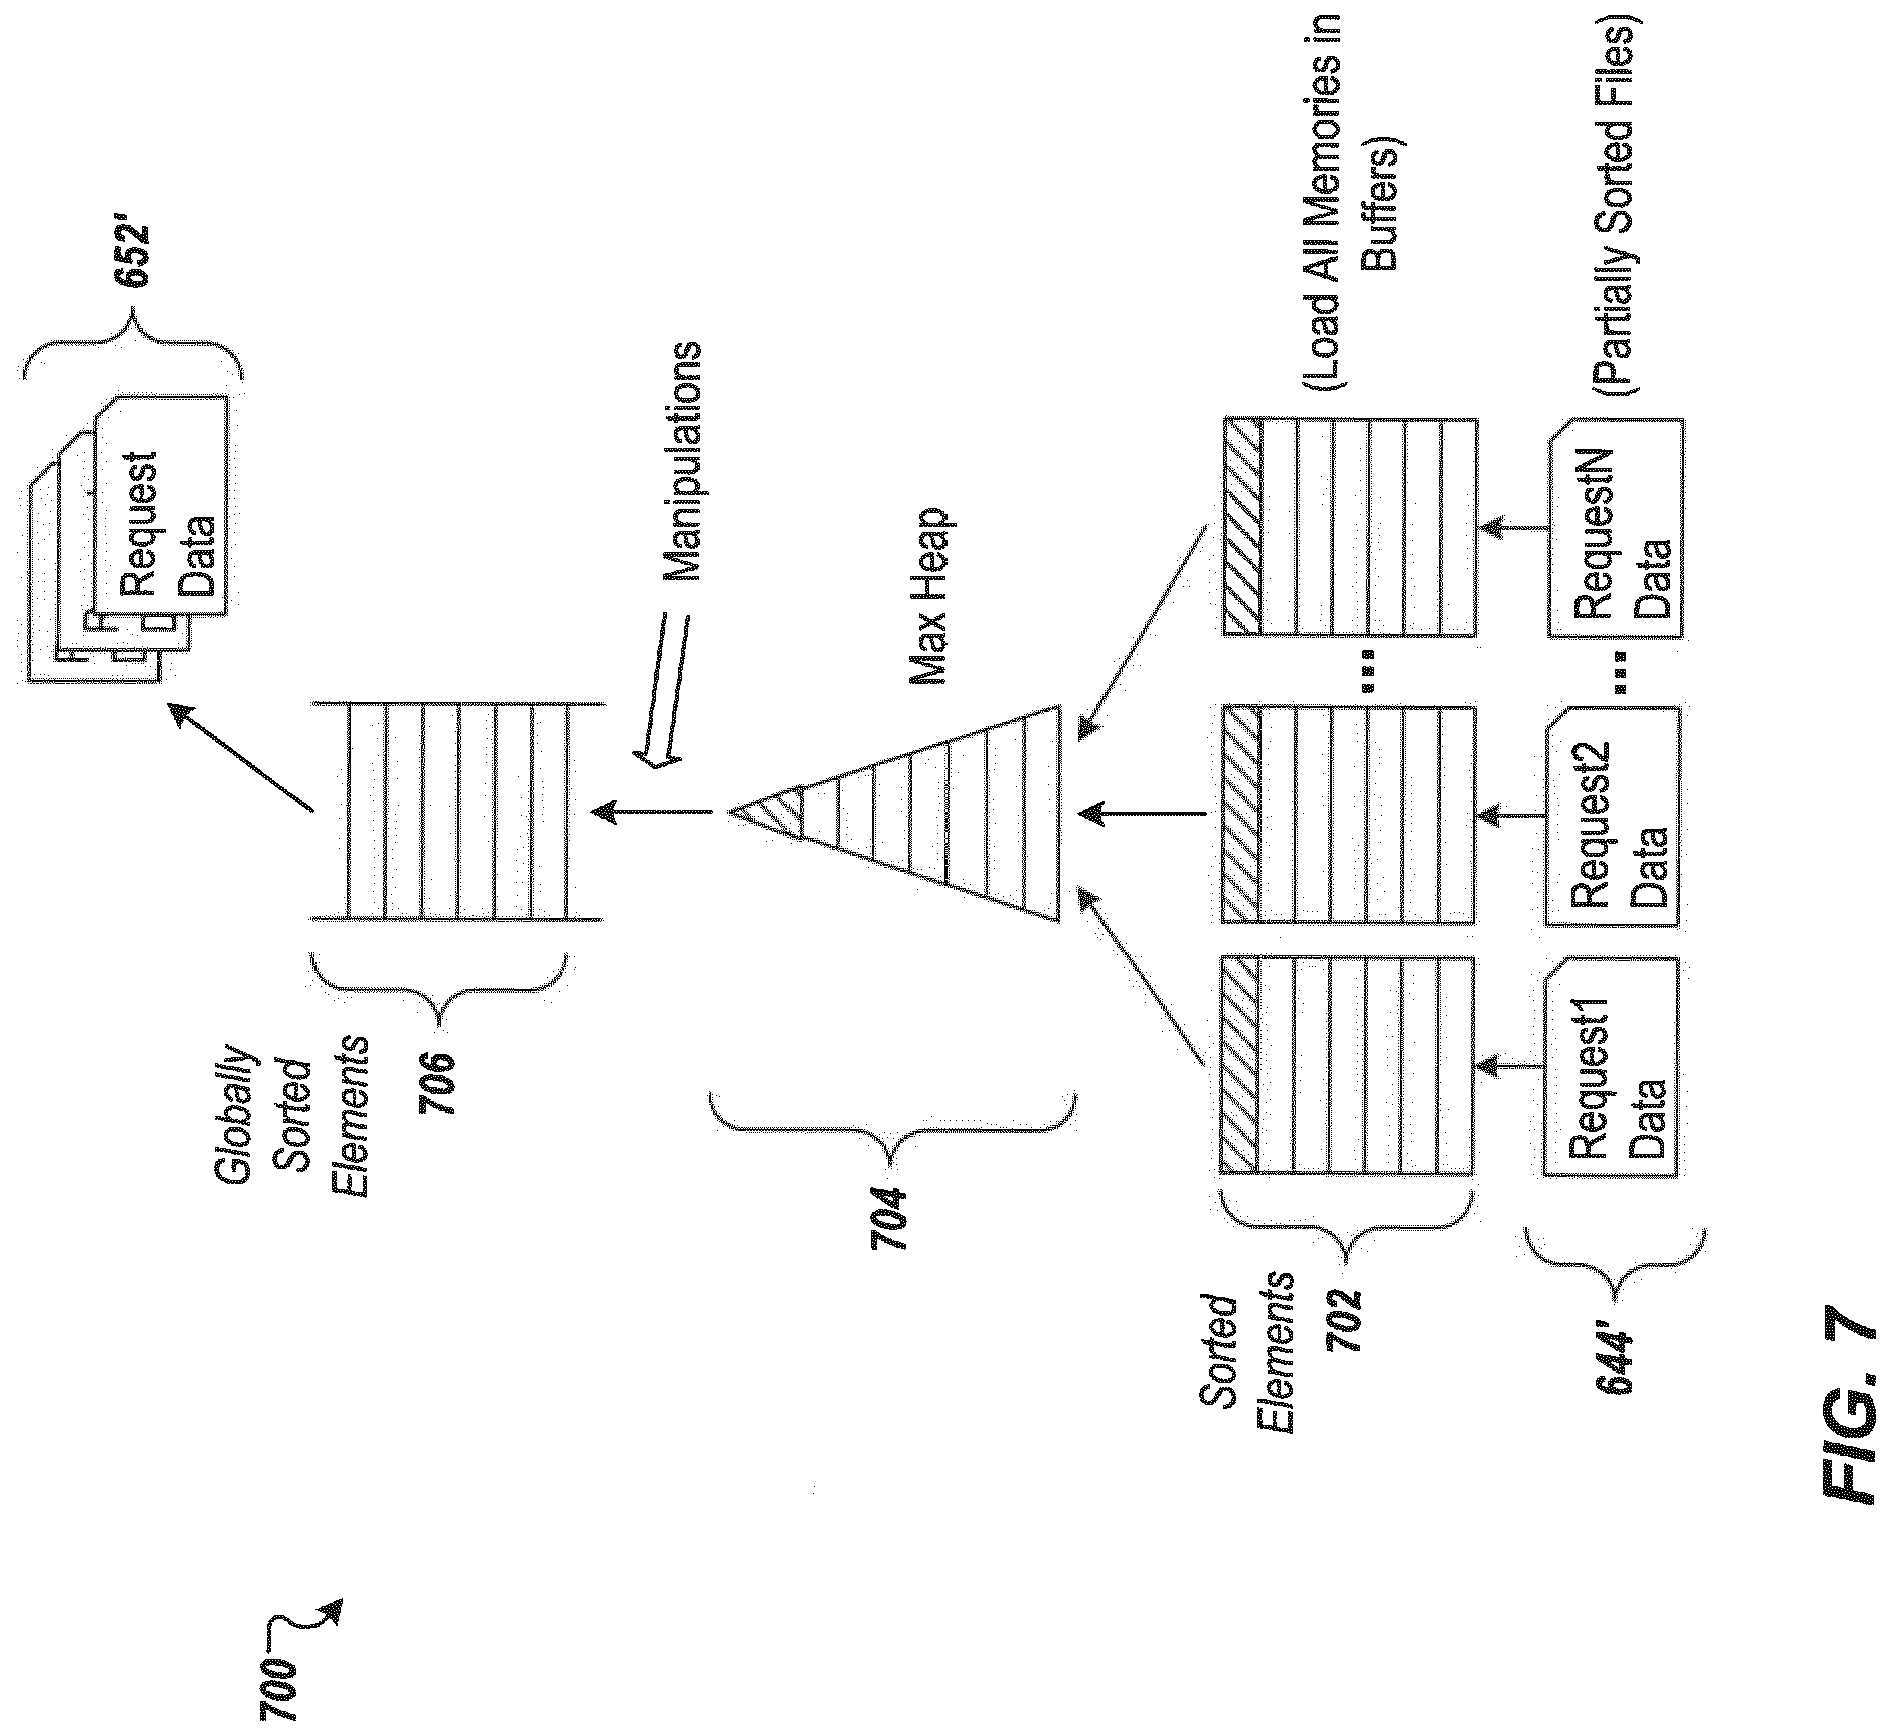 700
652'
Request
Data
Globally
Sorted
Elements
706
Manipulations
704
Max Heap
Sorted
Elements
702
(Load All Memories in
Buffers)
...
644'
Request1
Data
Request2
Data
...
RequestN
Data
(Partially Sorted Files)
FIG. 7